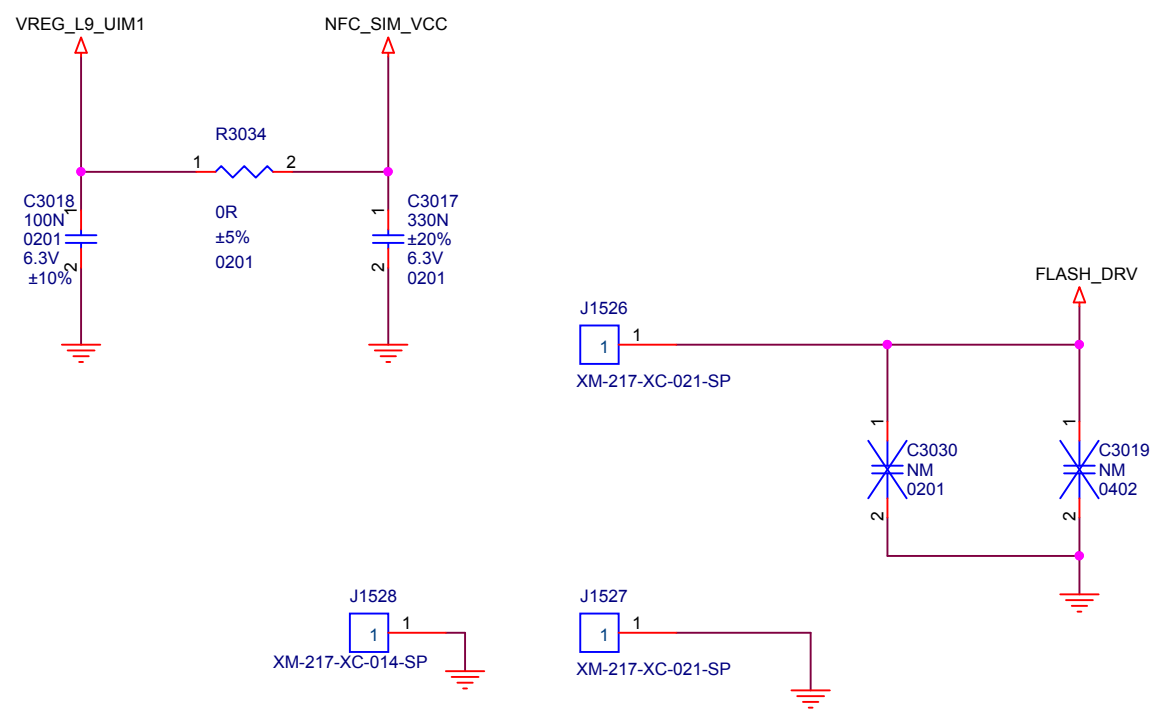 VREG_L9_UIM1
NFC_SIM_VCC
R3034
1
2
C3018
100N
0201
6.3V
±10%
1
2
0R
±5%
0201
C3017
330N
±20%
6.3V
0201
1
2
FLASH_DRV
J1526
1
1
XM-217-XC-021-SP
1
C3030
NM
0201
2
1
C3019
NM
0402
2
J1528
1
1
XM-217-XC-014-SP
J1527
1
1
XM-217-XC-021-SP